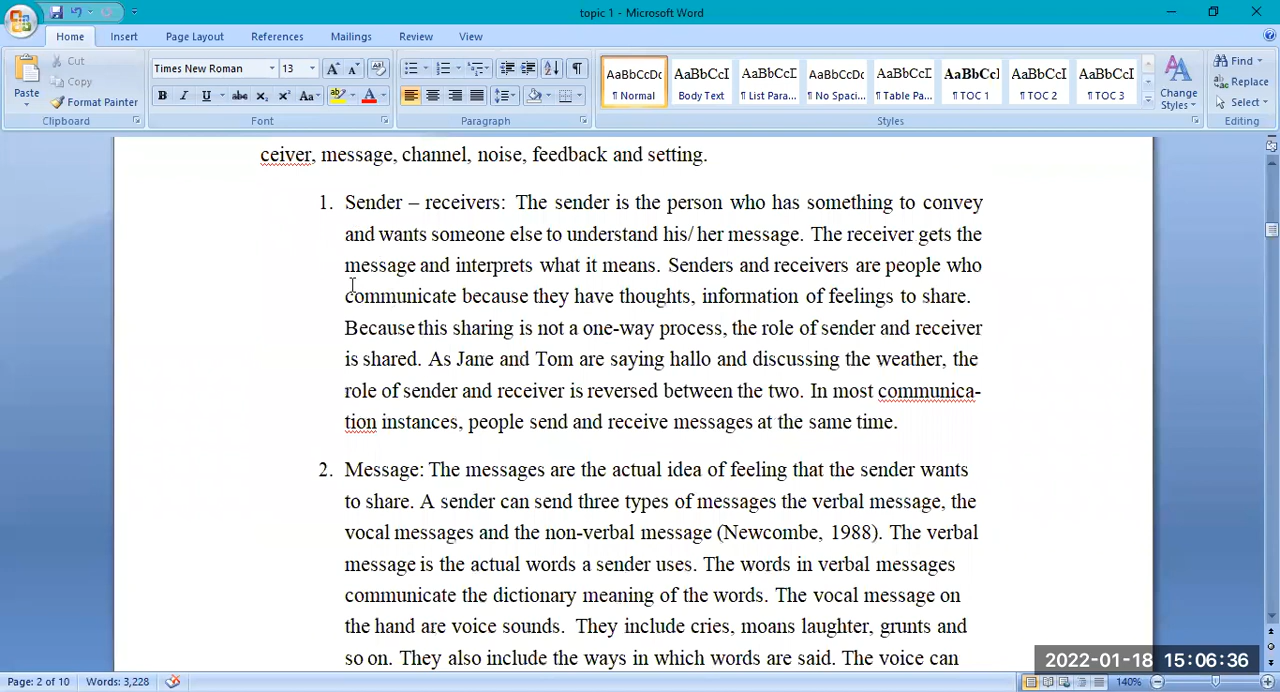 topic 1 - Microsoft Word
Home Insert Page Layout References Mailings Review View
Paste
Cut
Copy
Format Painter
Clipboard
Times New Roman 13
Font
Paragraph
AaBbCcDc AaBbCcI AaBbCcI AaBbCcDc AaBbCcI AaBbCcI AaBbCcI AaBbCcI
¶ Normal Body Text ¶ List Para... ¶ No Spaci... ¶ Table Pa... ¶ TOC 1 ¶ TOC 2 ¶ TOC 3
Change
Styles
Styles
Find
Replace
Select
Editing
ceiver, message, channel, noise, feedback and setting.
1. Sender – receivers: The sender is the person who has something to convey
and wants someone else to understand his/ her message. The receiver gets the
message and interprets what it means. Senders and receivers are people who
communicate because they have thoughts, information of feelings to share.
Because this sharing is not a one-way process, the role of sender and receiver
is shared. As Jane and Tom are saying hallo and discussing the weather, the
role of sender and receiver is reversed between the two. In most communica-
tion instances, people send and receive messages at the same time.
2. Message: The messages are the actual idea of feeling that the sender wants
to share. A sender can send three types of messages the verbal message, the
vocal messages and the non-verbal message (Newcombe, 1988). The verbal
message is the actual words a sender uses. The words in verbal messages
communicate the dictionary meaning of the words. The vocal message on
the hand are voice sounds. They include cries, moans laughter, grunts and
so on. They also include the ways in which words are said. The voice can
2022-01-18 15:06:36
Page: 2 of 10 Words: 3,228 140%